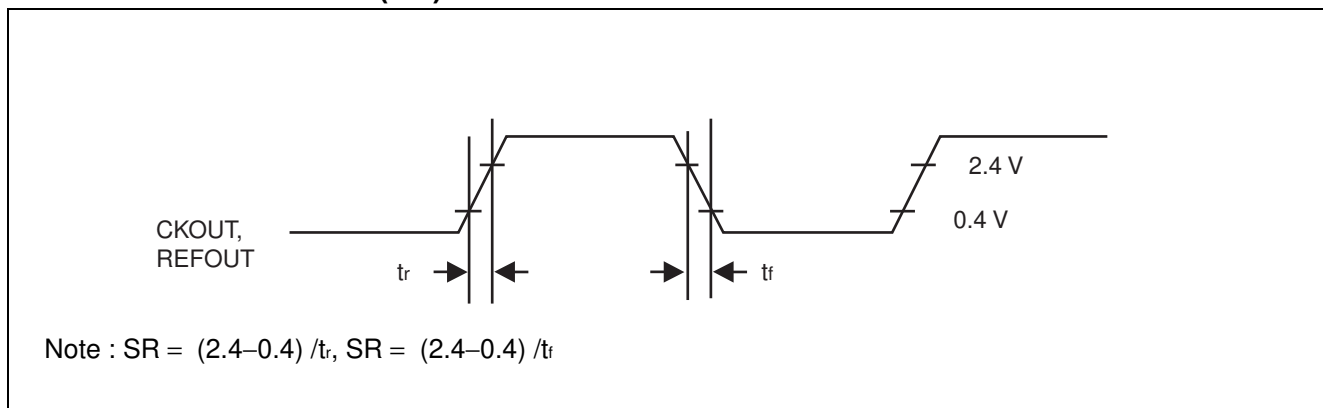 2.4 V
0.4 V
CKOUT,
REFOUT
tr
tf
Note : SR = (2.4–0.4) /tr, SR = (2.4–0.4) /tf